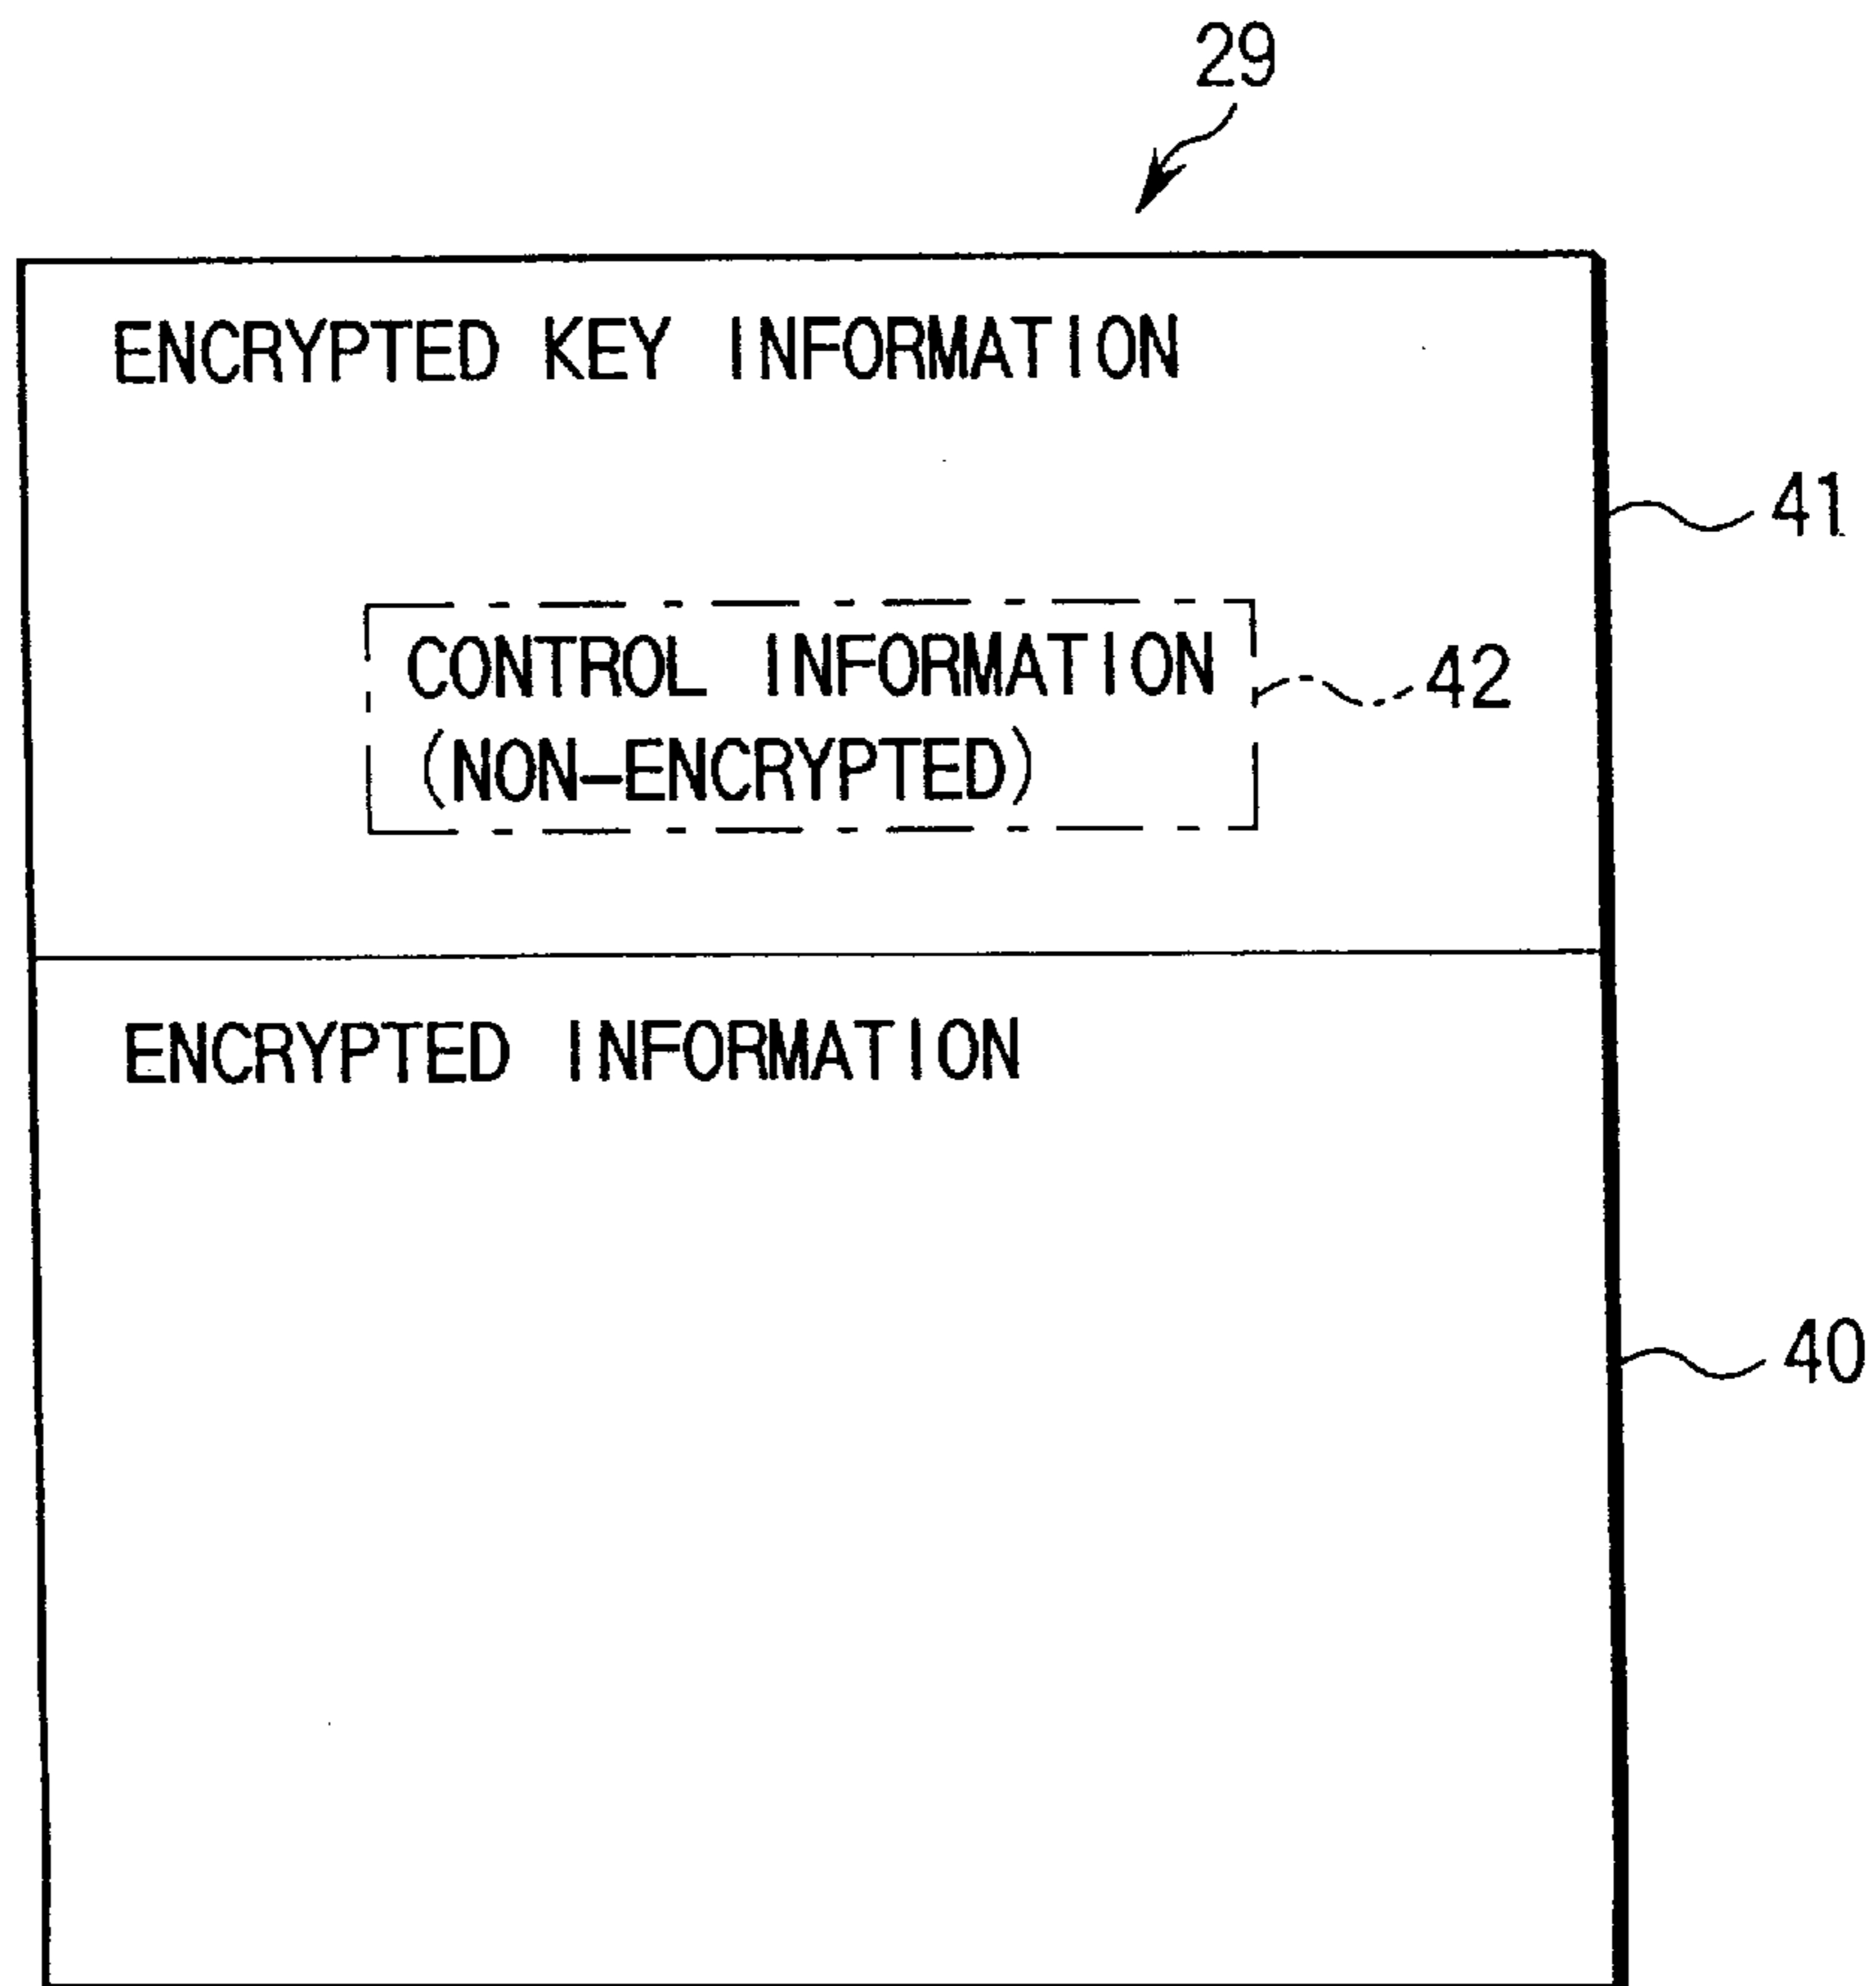 29
ENCRYPTED KEY INFORMATION
41
CONTROL INFORMATION
42
(NON-ENCRYPTED)
ENCRYPTED INFORMATION
40